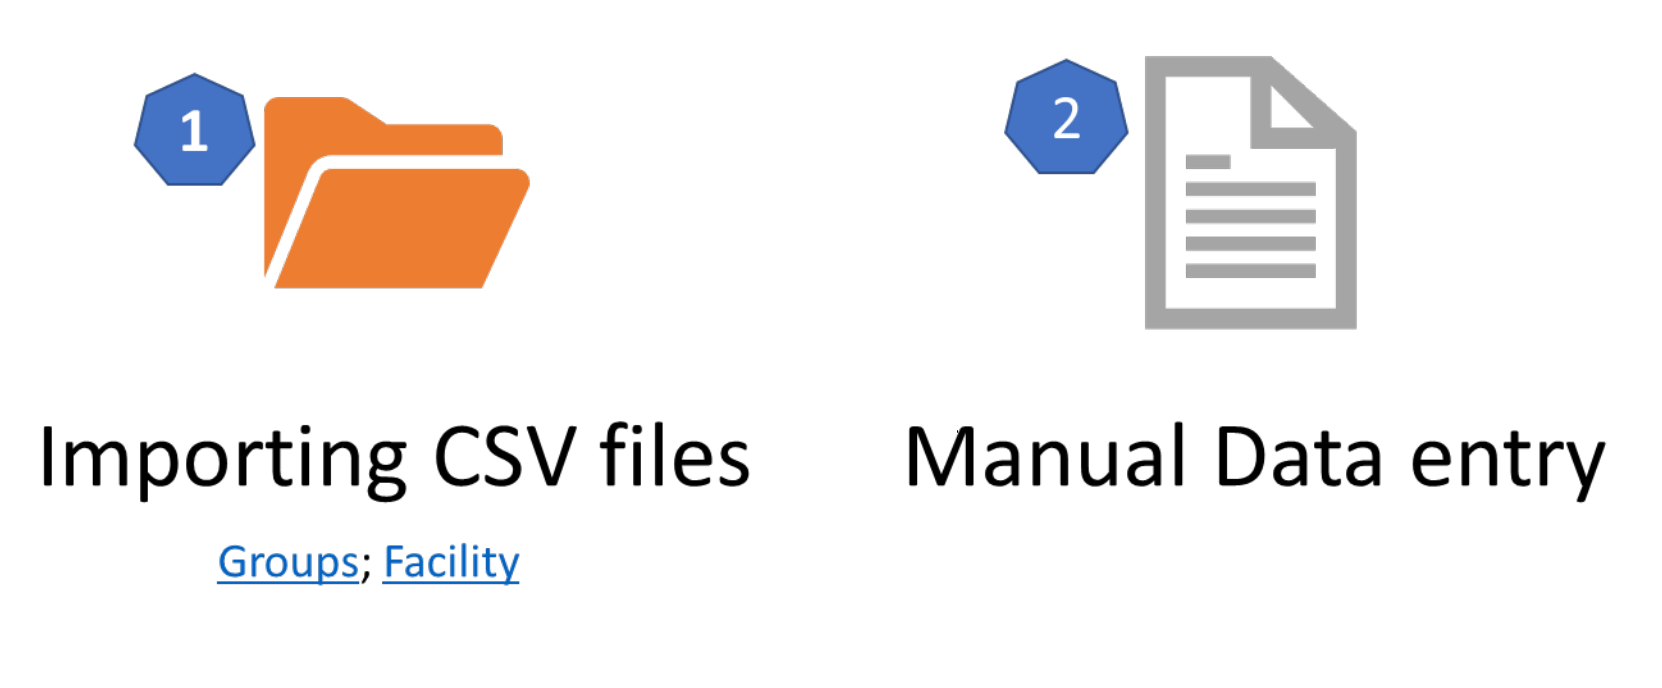 1
Importing CSV files
Groups; Facility
2
Manual Data entry